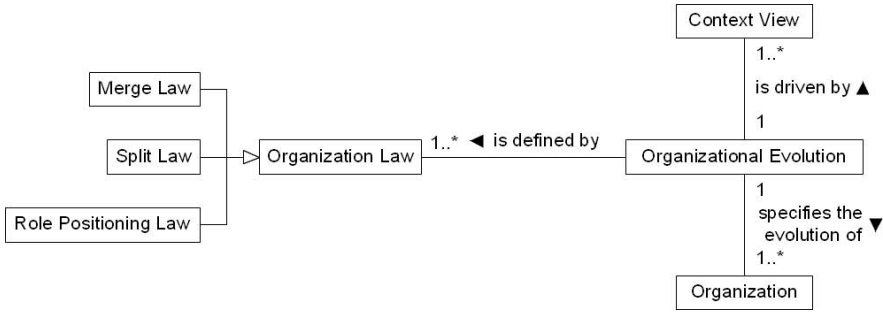 Context View
1..*
is driven by ▲
1
Merge Law
Split Law
Role Positioning Law
Organization Law
1..* ◄ is defined by
Organizational Evolution
1
specifies the
evolution of ▼
1..*
Organization